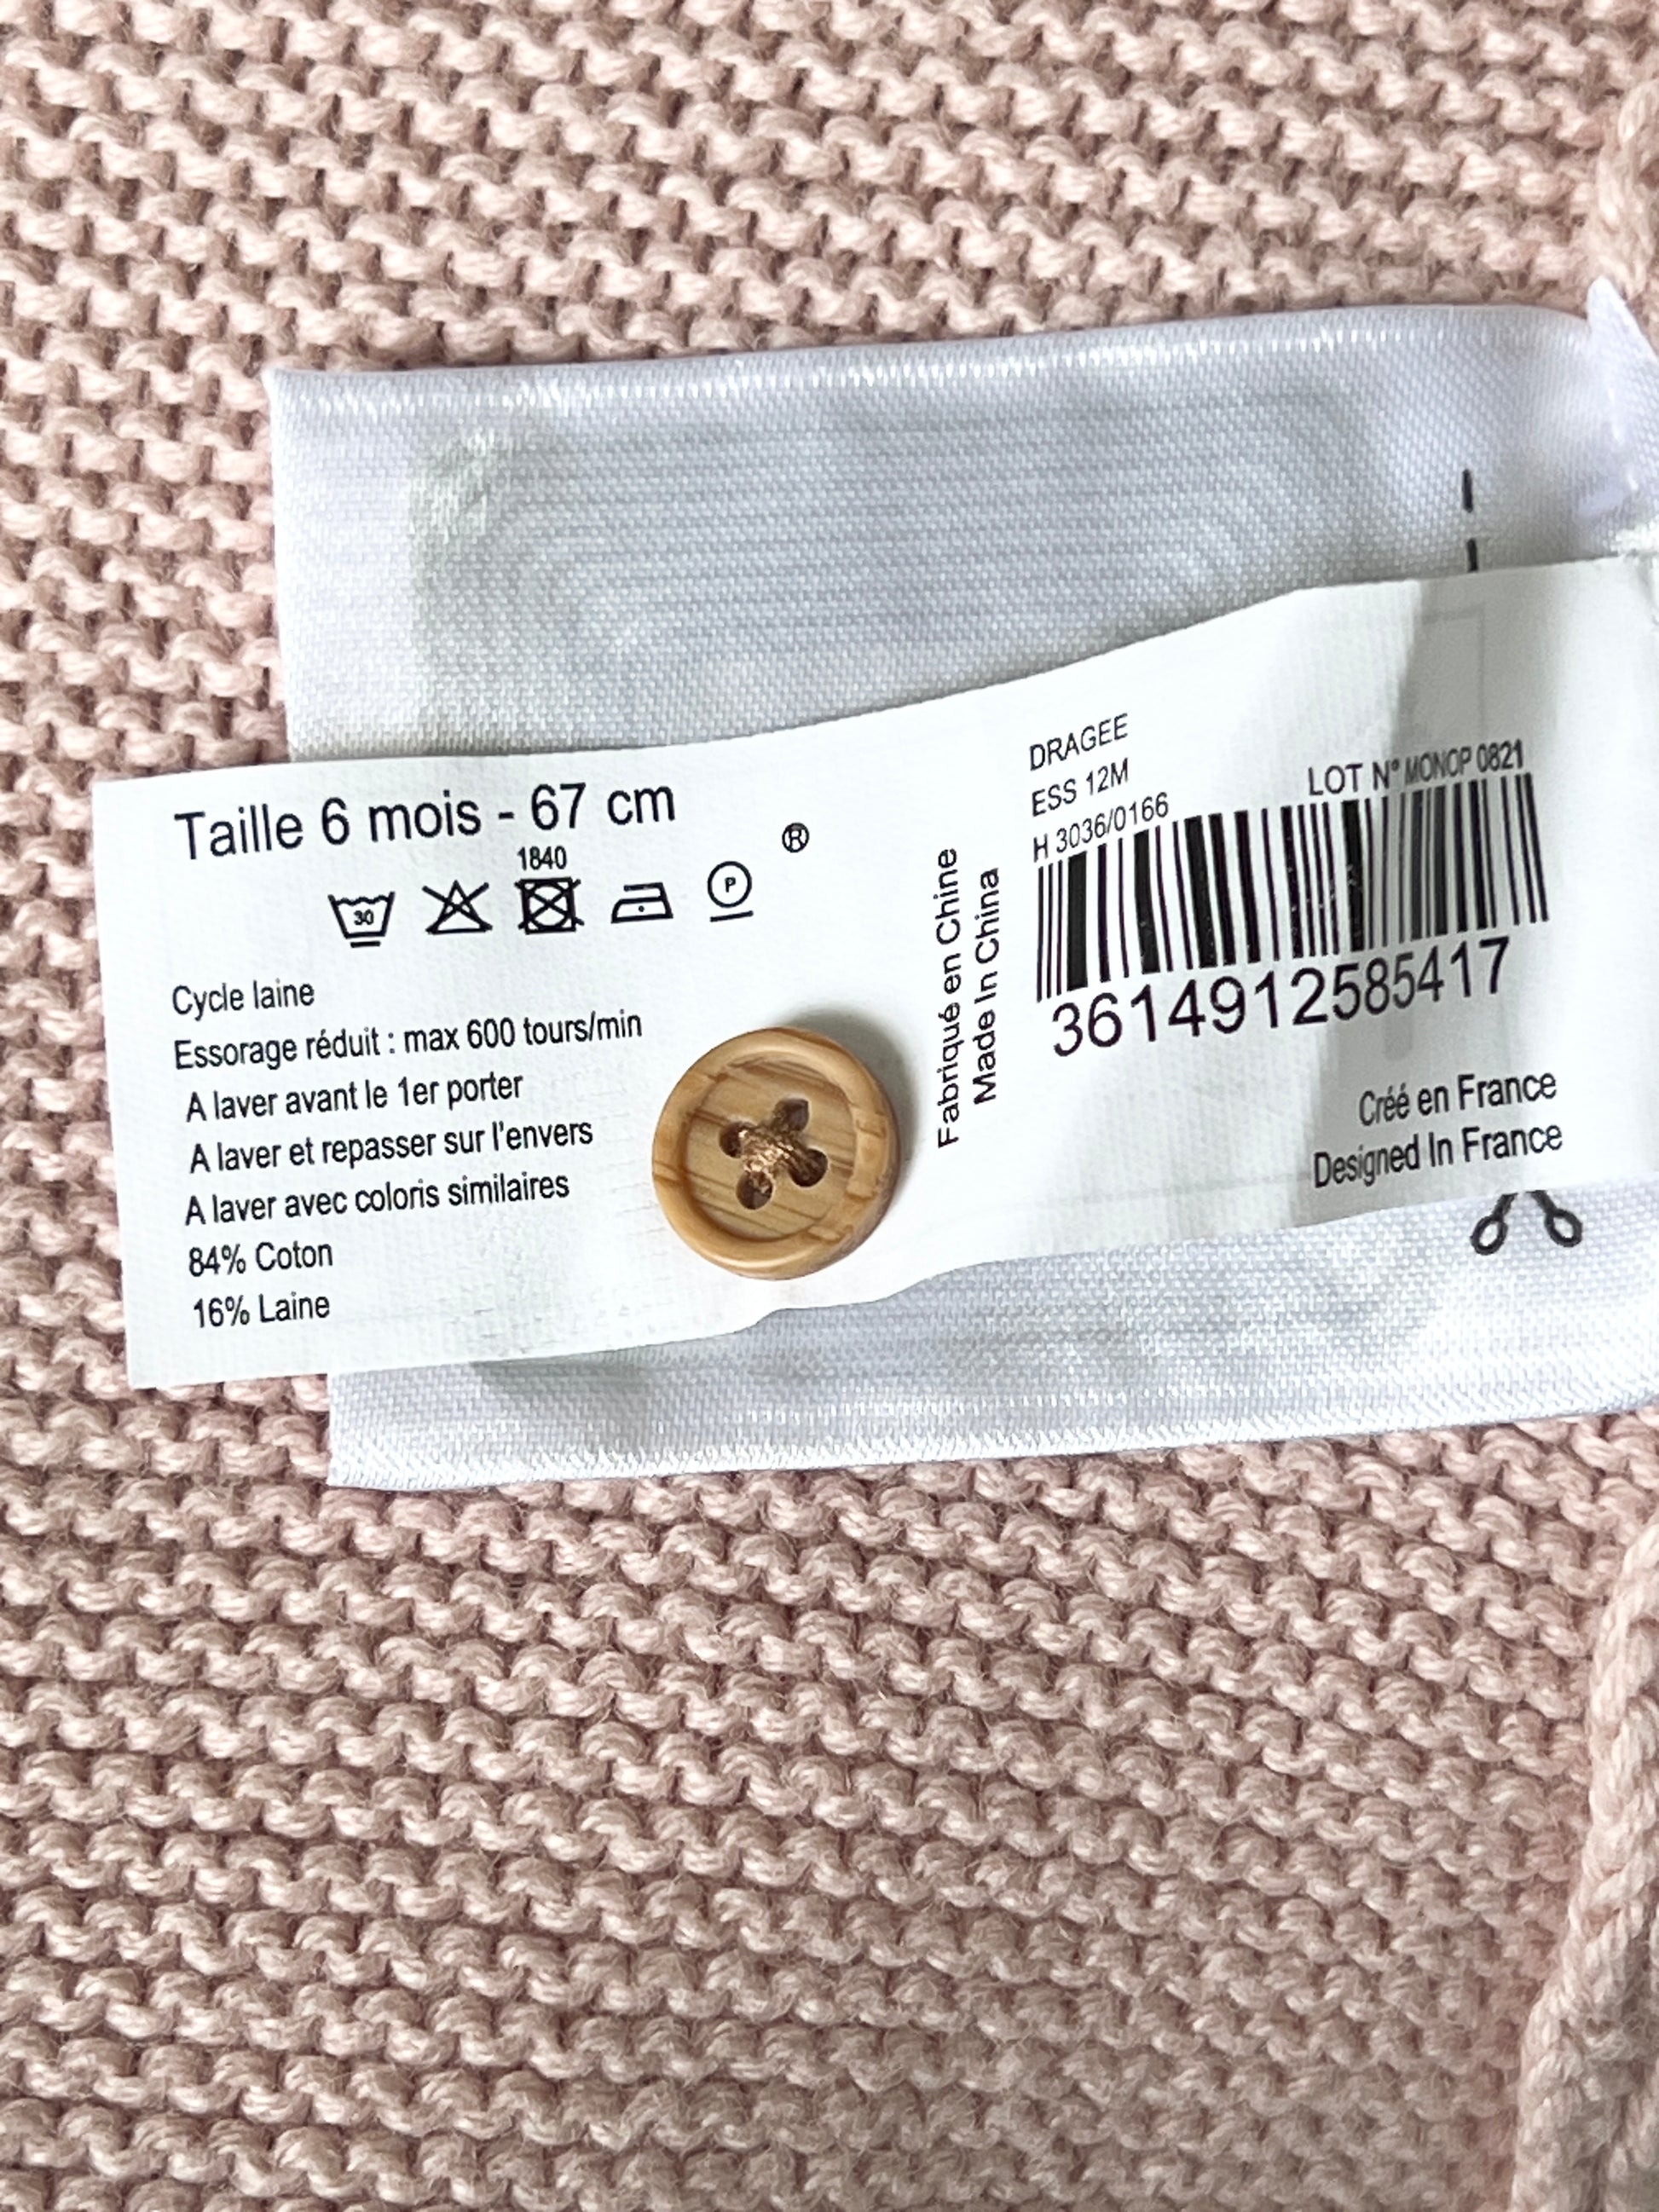 Taille 6 mois - 67 cm
1840
®
30
P
Cycle laine
Essorage réduit : max 600 tours/min
A laver avant le 1er porter
A laver et repasser sur l'envers
A laver avec coloris similaires
84% Coton
16% Laine
Fabriqué en Chine
Made In China
DRAGEE
ESS 12M
H 3036/0166
LOT N° MONOP 0821
3614912585417
Créé en France
Designed In France